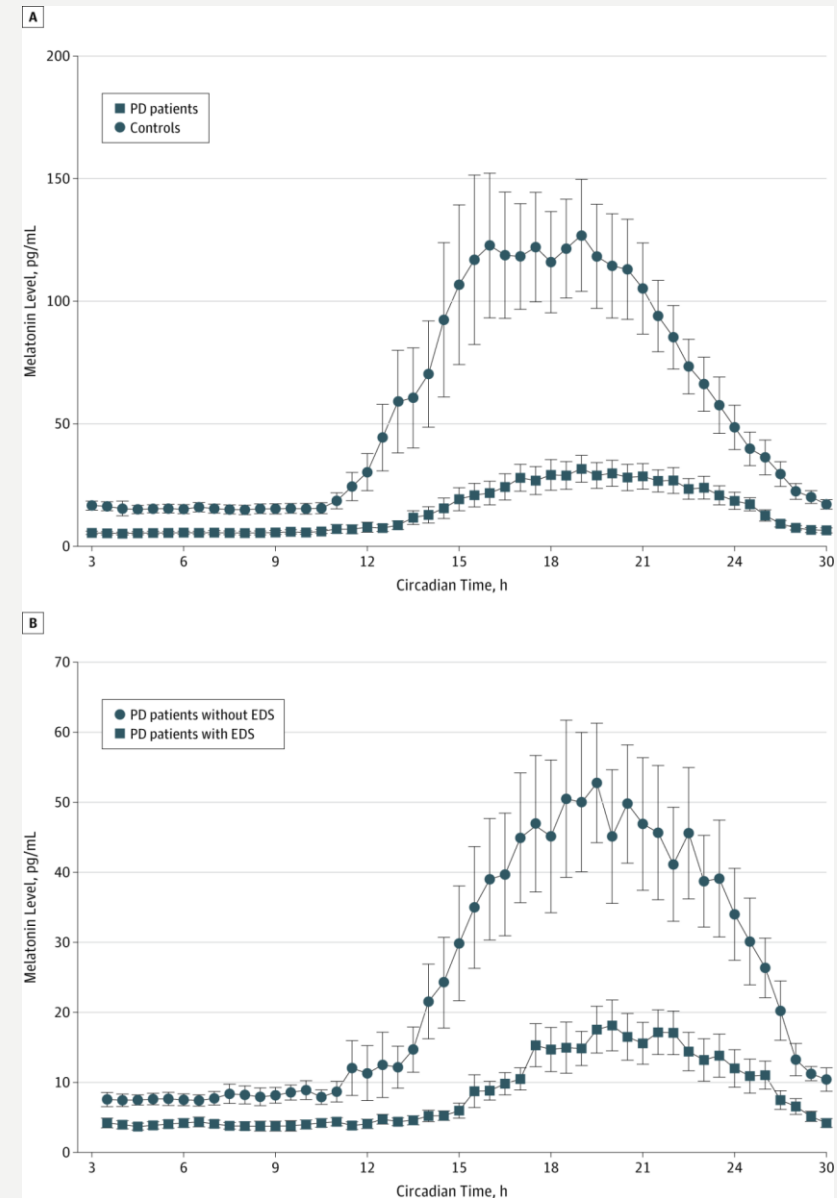 A
200
PD patients
Controls
150
100
50
0
Melatonin Level, pg/mL
3 6 9 12 15 18 21 24 30
Circadian Time, h
B
70
PD patients without EDS
PD patients with EDS
60
50
40
30
20
10
0
Melatonin Level, pg/mL
3 6 9 12 15 18 21 24 30
Circadian Time, h